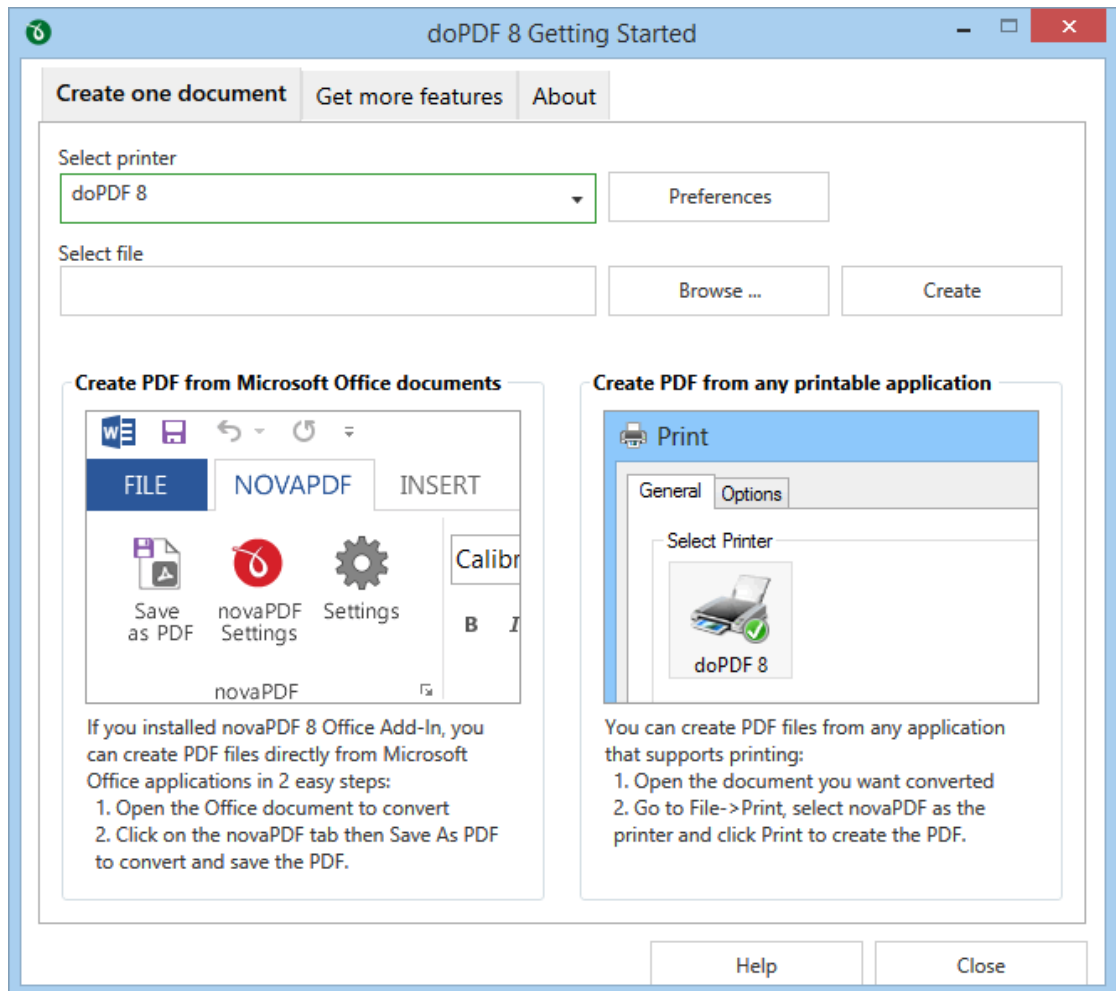 doPDF 8 Getting Started
Create one document
Get more features
About
Select printer
doPDF 8
Preferences
Select file
Browse ...
Create
Create PDF from Microsoft Office documents
W
FILE
NOVAPDF
INSERT
Save
as PDF
novaPDF
Settings
Settings
Calibr
B I
novaPDF
If you installed novaPDF 8 Office Add-In, you
can create PDF files directly from Microsoft
Office applications in 2 easy steps:
1. Open the Office document to convert
2. Click on the novaPDF tab then Save As PDF
to convert and save the PDF.
Create PDF from any printable application
Print
General
Options
Select Printer
doPDF 8
You can create PDF files from any application
that supports printing:
1. Open the document you want converted
2. Go to File->Print, select novaPDF as the
printer and click Print to create the PDF.
Help
Close